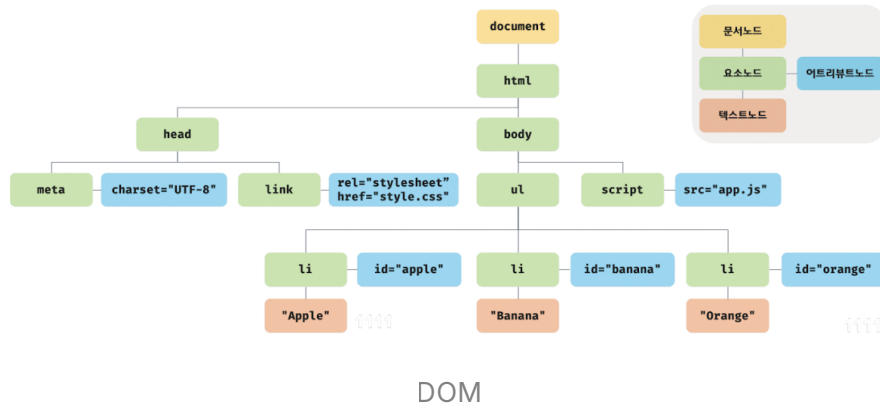 document
문서노드
요소노드
어트리뷰트노드
텍스트노드
html
head
body
meta
charset="UTF-8"
link
rel="stylesheet”
href="style.css"
ul
script
src="app.js"
li
id="apple"
li
id="banana"
li
id="orange"
"Apple"
"Banana"
"Orange"
DOM